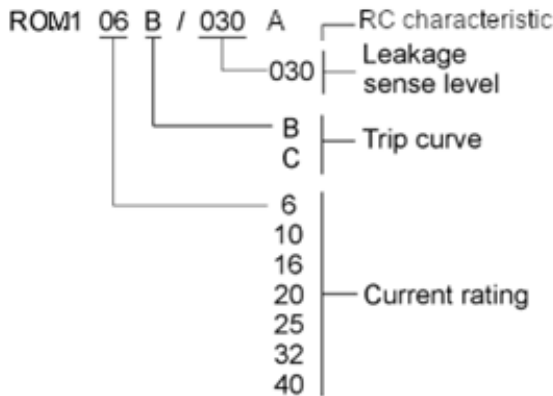 ROM1 06 B / 030 A RC characteristic
030 Leakage
sense level
B
C
Trip curve
6
10
16
20
25
32
40
Current rating